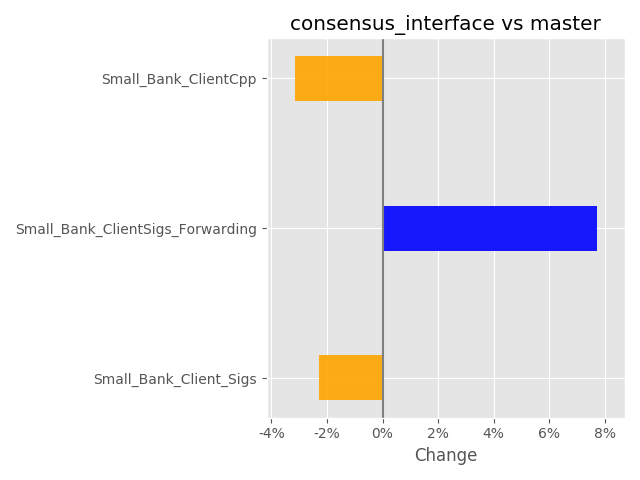 consensus_interface vs master
Small_Bank_ClientCpp
Small_Bank_ClientSigs_Forwarding
Small_Bank_Client_Sigs
-4% -2% 0% 2% 4% 6% 8%
Change